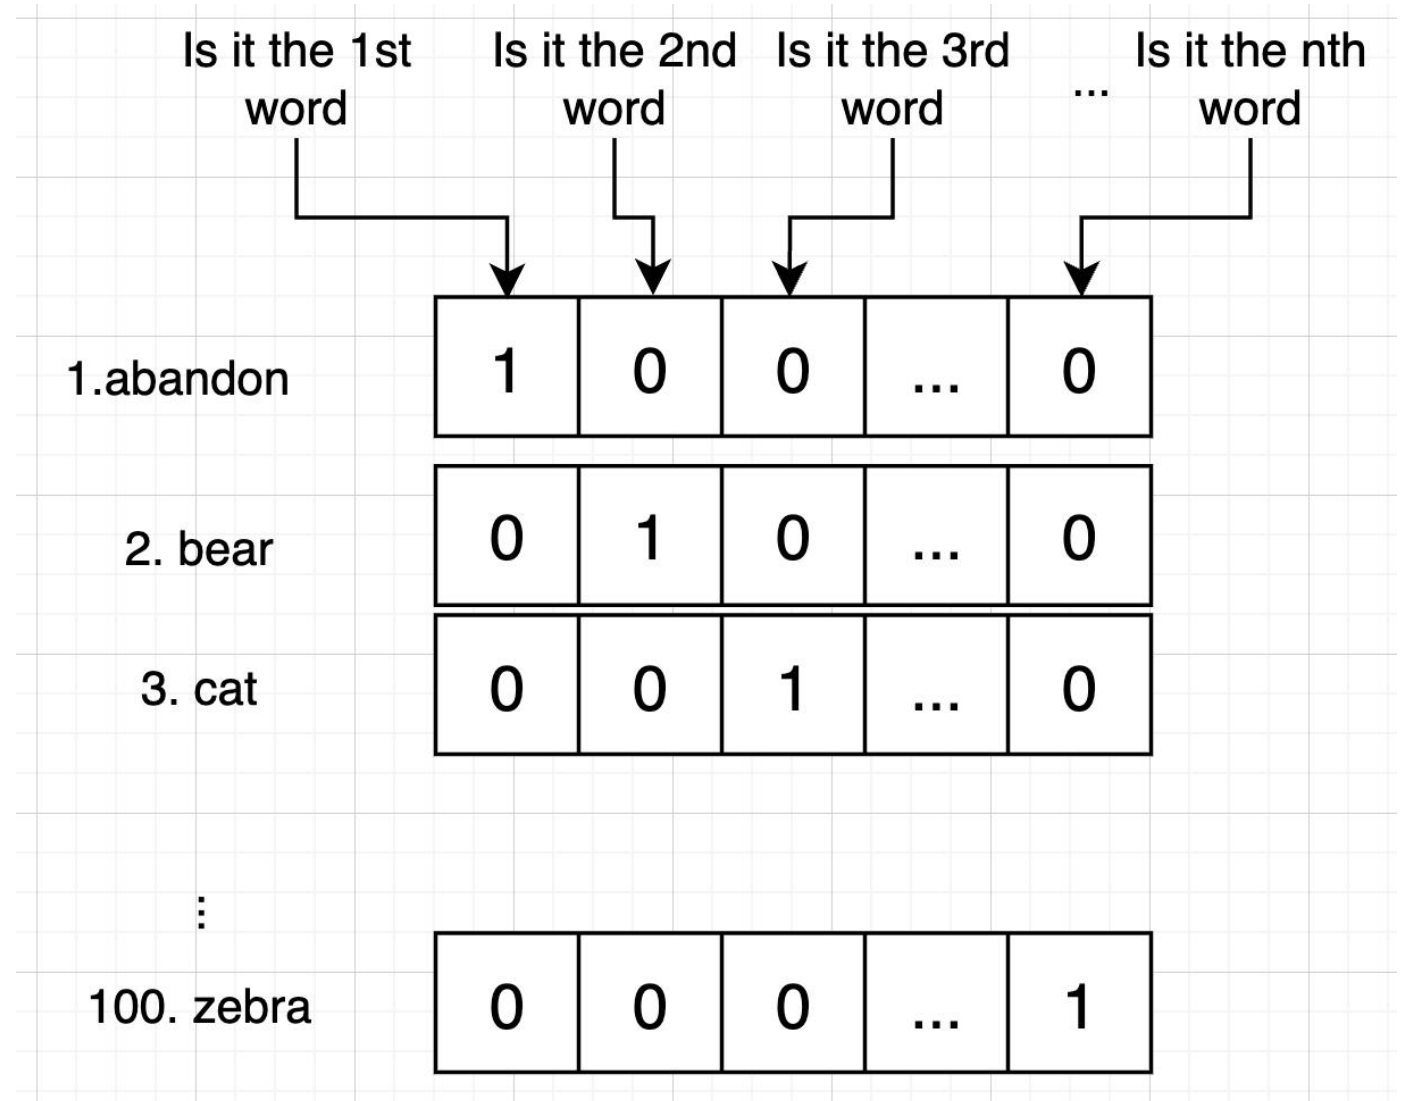 Is it the 1st
word
Is it the 2nd
word
Is it the 3rd
word
...
Is it the nth
word
1.abandon
1 0 0 ... 0
2. bear
0 1 0 ... 0
3. cat
0 0 1 ... 0
...
100. zebra
0 0 0 ... 1